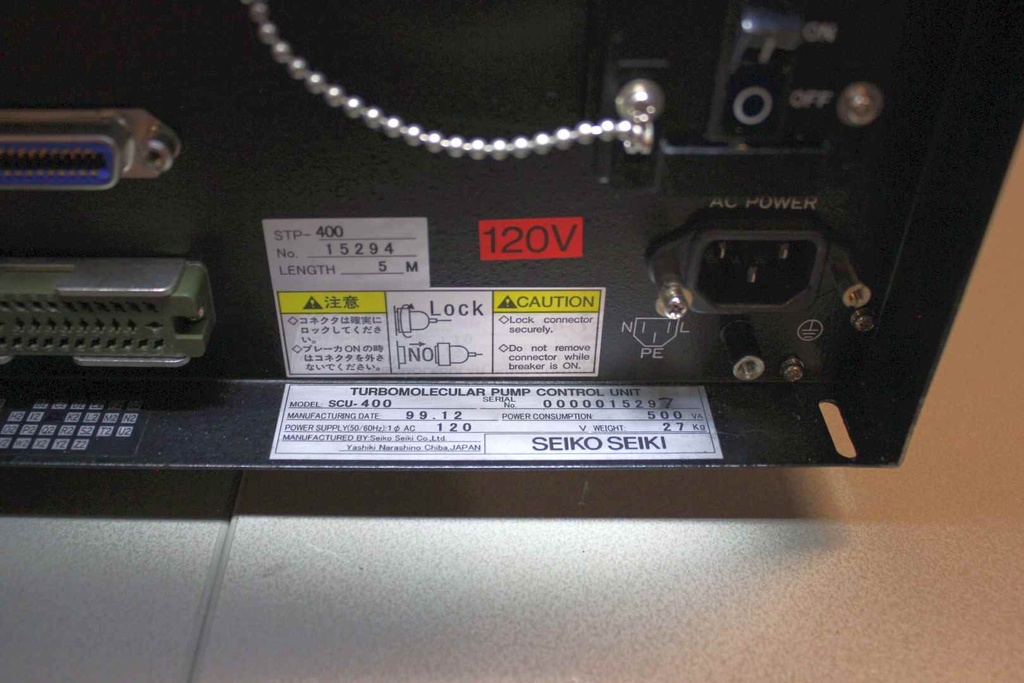 ON
OFF
AC POWER
STP- 400
No. 15294
LENGTH 5 M
120V
注意
◇コネクタは確実に
ロックしてくださ
い。
◇ブレーカONの時
はコネクタを外さ
ないでください。
Lock
NO
CAUTION
◇Lock connector
securely.
◇Do not remove
connector while
breaker is ON.
N L
PE
TURBOMOLECULAR PUMP CONTROL UNIT
MODEL SCU-400 SERIAL No. 0000015297
MANUFACTURING DATE 99.12 POWER CONSUMPTION 500 VA
POWER SUPPLY(50/60Hz):1φ AC 120 V WEIGHT: 27 Kg
MANUFACTURED BY:Seiko Seiki Co.,Ltd.
Yashiki Narashino Chiba,JAPAN
SEIKO SEIKI